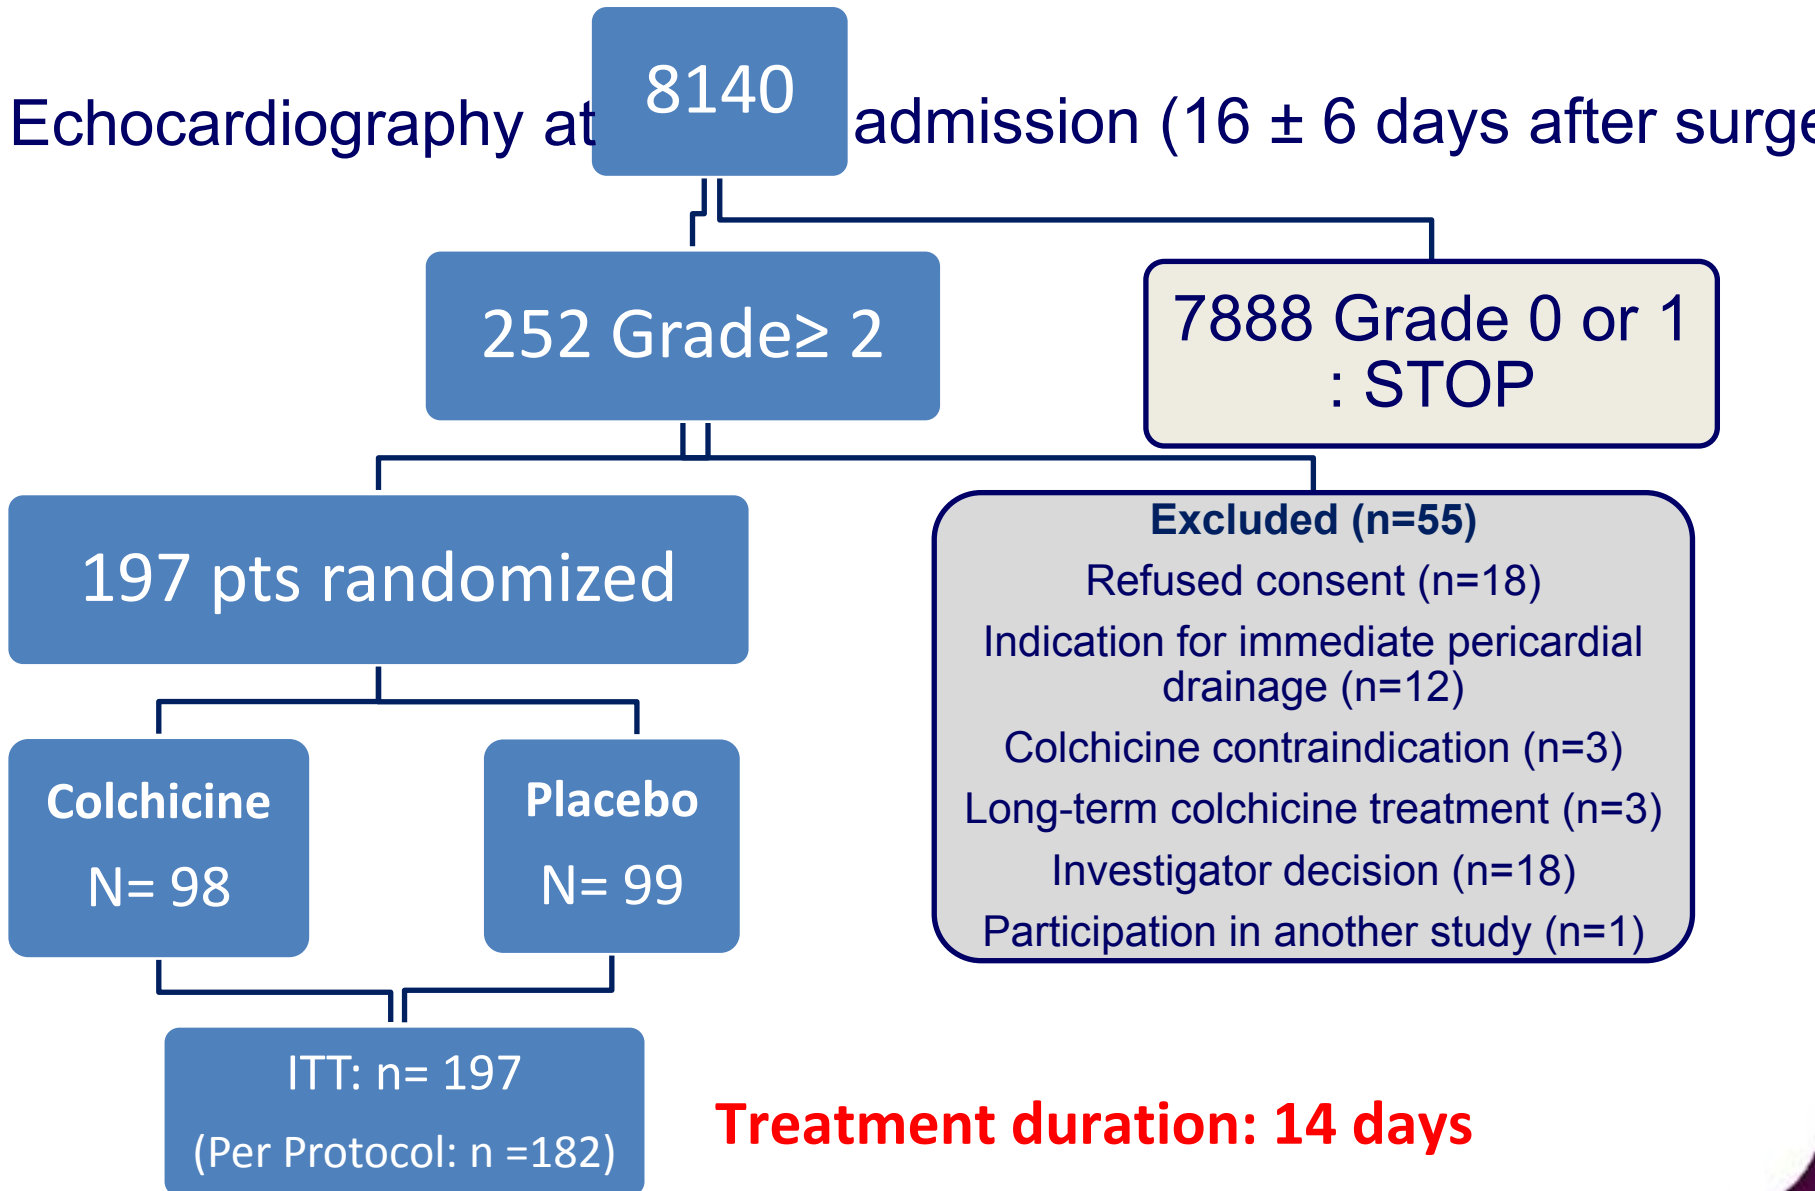 8140
Echocardiography at admission (16 ± 6 days after surge
252 Grade≥ 2
7888 Grade 0 or 1
: STOP
197 pts randomized
Excluded (n=55)
Refused consent (n=18)
Indication for immediate pericardial
drainage (n=12)
Colchicine contraindication (n=3)
Long-term colchicine treatment (n=3)
Investigator decision (n=18)
Participation in another study (n=1)
Colchicine
N= 98
Placebo
N= 99
ITT: n= 197
(Per Protocol: n =182)
Treatment duration: 14 days